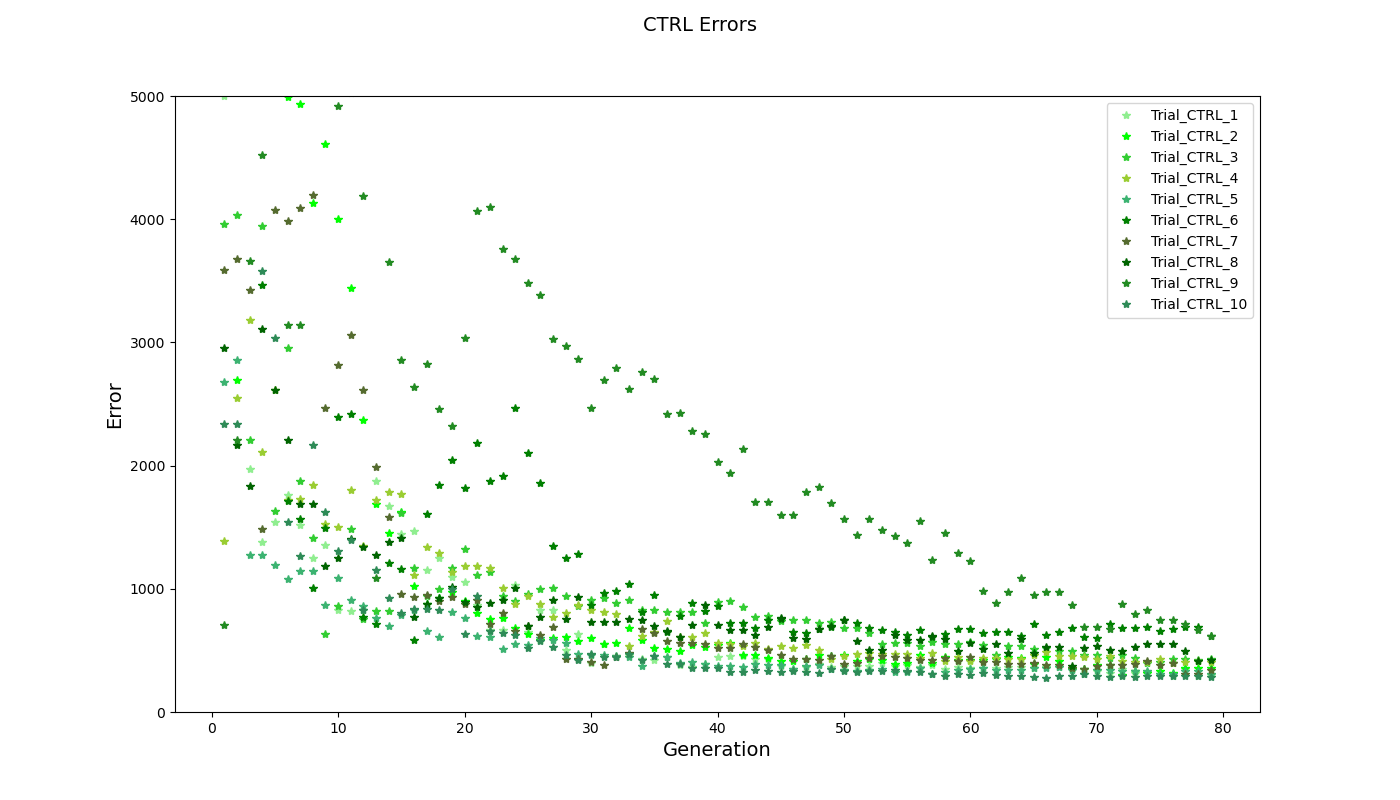 CTRL Errors
5000
4000
3000
2000
1000
0
Error
0 10 20 30 40 50 60 70 80
Generation
Trial_CTRL_1
Trial_CTRL_2
Trial_CTRL_3
Trial_CTRL_4
Trial_CTRL_5
Trial_CTRL_6
Trial_CTRL_7
Trial_CTRL_8
Trial_CTRL_9
Trial_CTRL_10